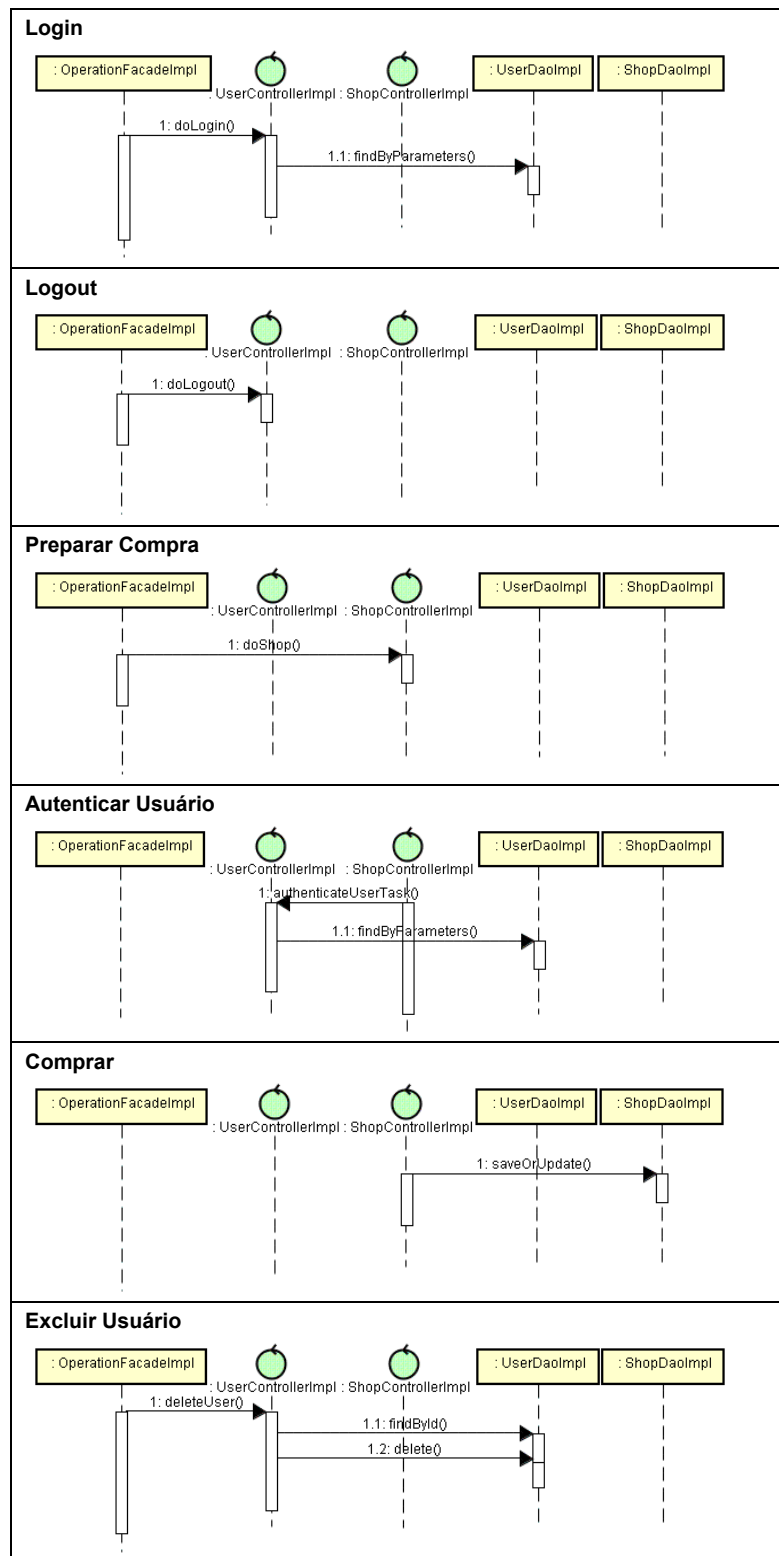 Login
: OperationFacadeImpl
: UserControllerImpl : ShopControllerImpl
: UserDaoImpl
: ShopDaoImpl
1: doLogin()
1.1: findByParameters()
Logout
: OperationFacadeImpl
: UserControllerImpl : ShopControllerImpl
: UserDaoImpl
: ShopDaoImpl
1: doLogout()
Preparar Compra
: OperationFacadeImpl
: UserControllerImpl : ShopControllerImpl
: UserDaoImpl
: ShopDaoImpl
1: doShop()
Autenticar Usuário
: OperationFacadeImpl
: UserControllerImpl : ShopControllerImpl
: UserDaoImpl
: ShopDaoImpl
1: authenticateUserTask()
1.1: findByParameters()
Comprar
: OperationFacadeImpl
: UserControllerImpl : ShopControllerImpl
: UserDaoImpl
: ShopDaoImpl
1: saveOrUpdate()
Excluir Usuário
: OperationFacadeImpl
: UserControllerImpl : ShopControllerImpl
: UserDaoImpl
: ShopDaoImpl
1: deleteUser()
1.1: findById()
1.2: delete()